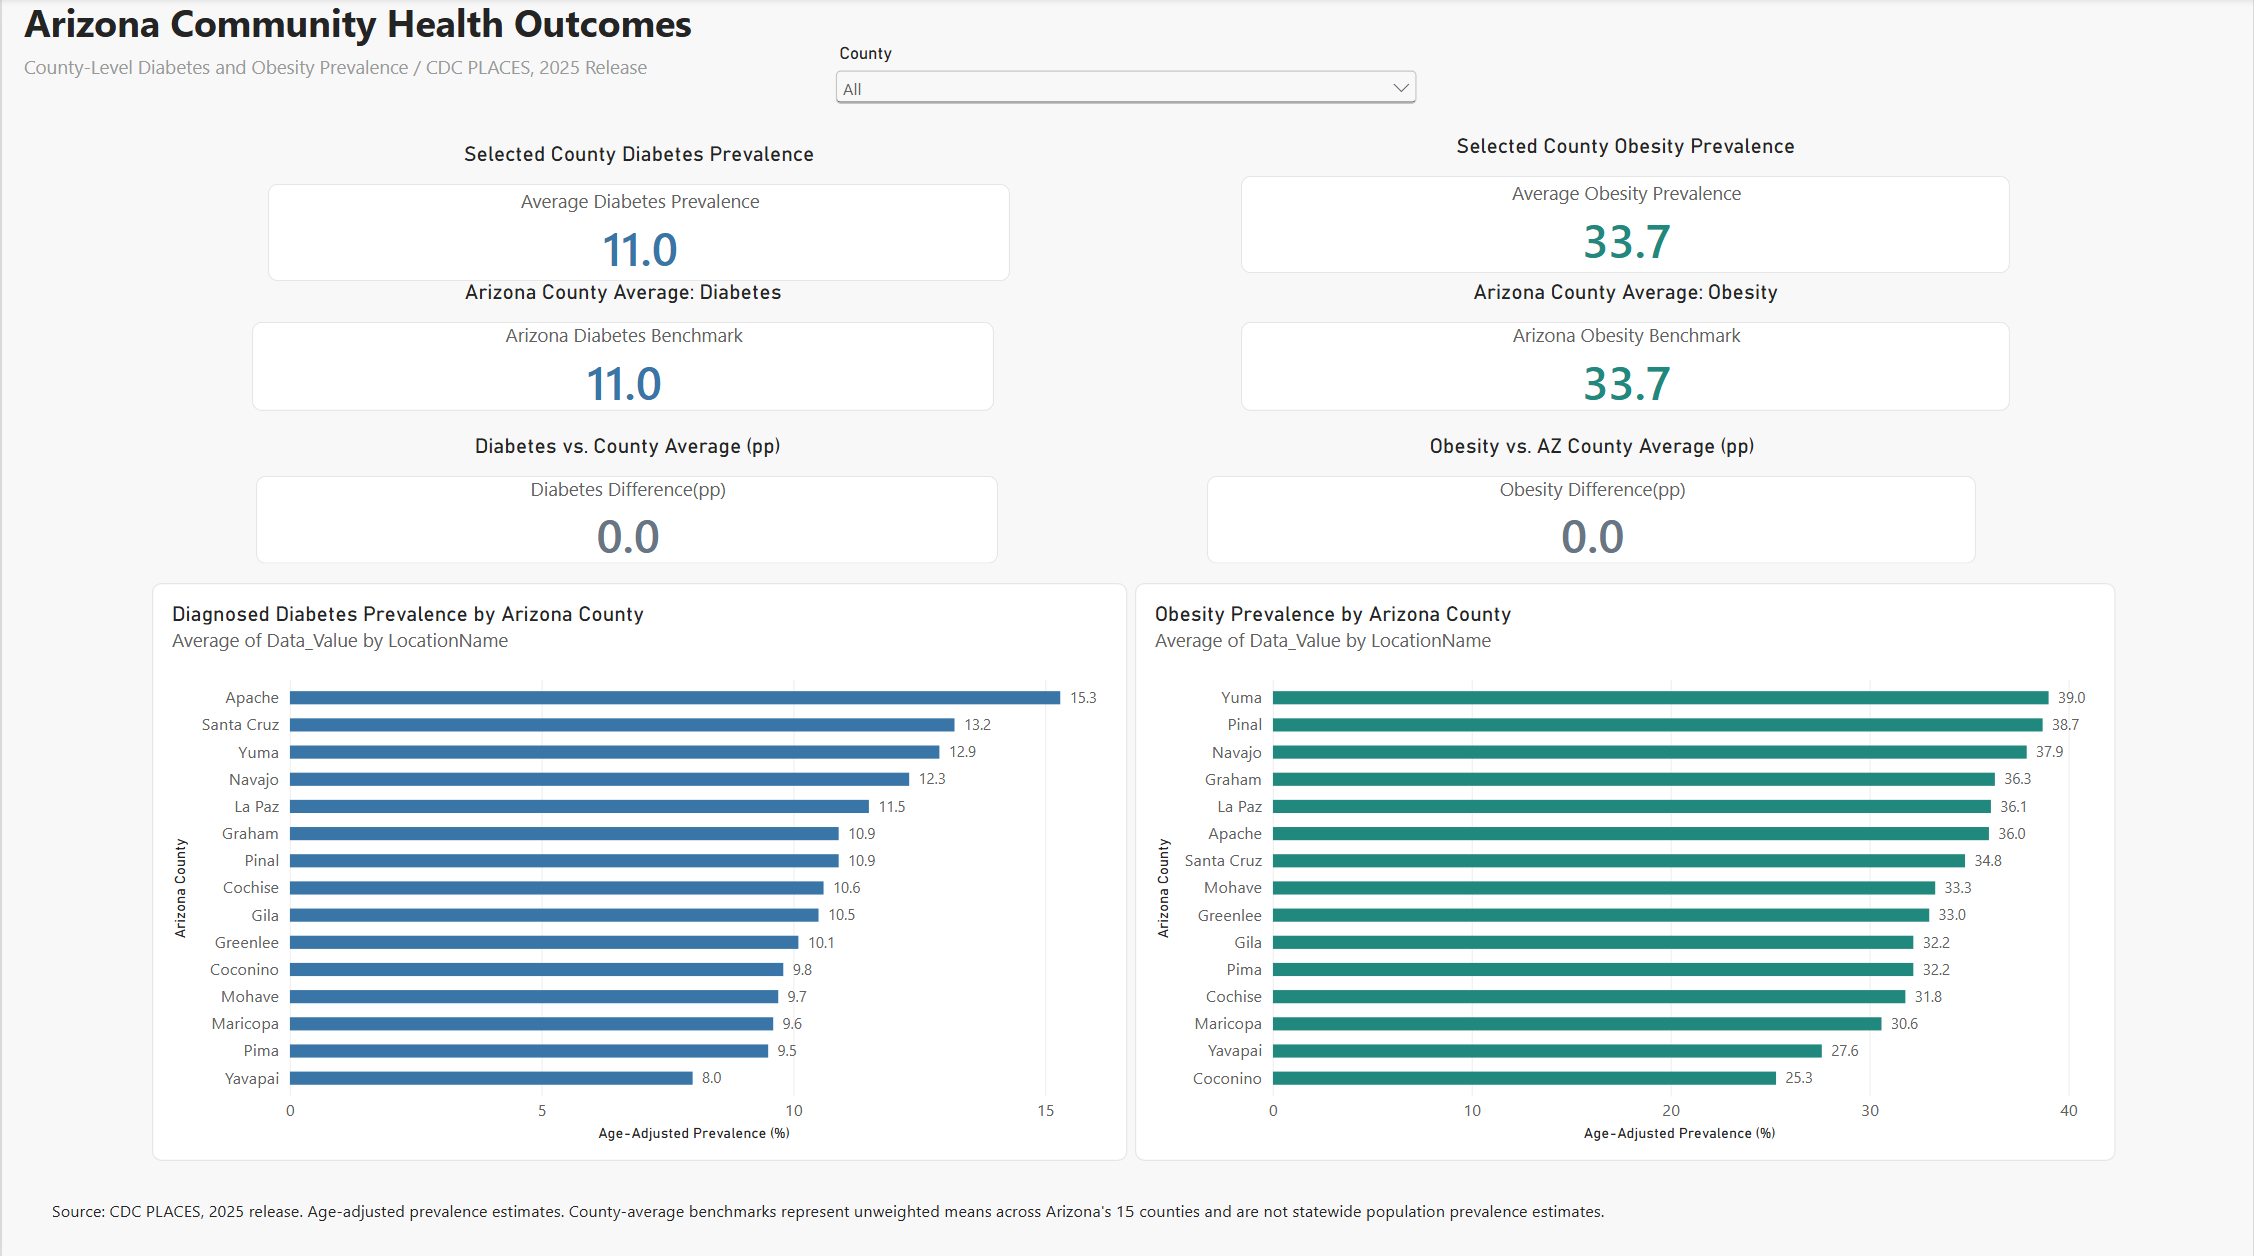 Arizona Community Health Outcomes
County-Level Diabetes and Obesity Prevalence / CDC PLACES, 2025 Release
County
All
Selected County Diabetes Prevalence
Average Diabetes Prevalence
11.0
Arizona County Average: Diabetes
Arizona Diabetes Benchmark
11.0
Diabetes vs. County Average (pp)
Diabetes Difference(pp)
0.0
Selected County Obesity Prevalence
Average Obesity Prevalence
33.7
Arizona County Average: Obesity
Arizona Obesity Benchmark
33.7
Obesity vs. AZ County Average (pp)
Obesity Difference(pp)
0.0
Diagnosed Diabetes Prevalence by Arizona County
Average of Data_Value by LocationName
Arizona County
Apache 15.3
Santa Cruz 13.2
Yuma 12.9
Navajo 12.3
La Paz 11.5
Graham 10.9
Pinal 10.9
Cochise 10.6
Gila 10.5
Greenlee 10.1
Coconino 9.8
Mohave 9.7
Maricopa 9.6
Pima 9.5
Yavapai 8.0
0 5 10 15
Age-Adjusted Prevalence (%)
Obesity Prevalence by Arizona County
Average of Data_Value by LocationName
Arizona County
Yuma 39.0
Pinal 38.7
Navajo 37.9
Graham 36.3
La Paz 36.1
Apache 36.0
Santa Cruz 34.8
Mohave 33.3
Greenlee 33.0
Gila 32.2
Pima 32.2
Cochise 31.8
Maricopa 30.6
Yavapai 27.6
Coconino 25.3
0 10 20 30 40
Age-Adjusted Prevalence (%)
Source: CDC PLACES, 2025 release. Age-adjusted prevalence estimates. County-average benchmarks represent unweighted means across Arizona's 15 counties and are not statewide population prevalence estimates.